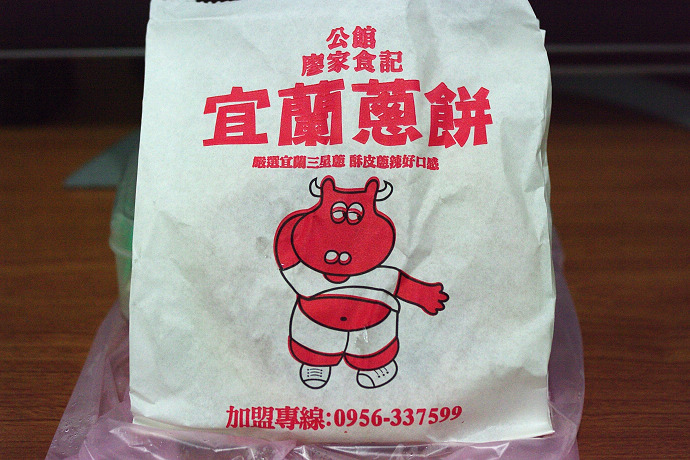 公館
廖家食記
宜蘭蔥餅
嚴選宜蘭三星蔥 酥皮蔥辣好口感
加盟專線:0956-337599